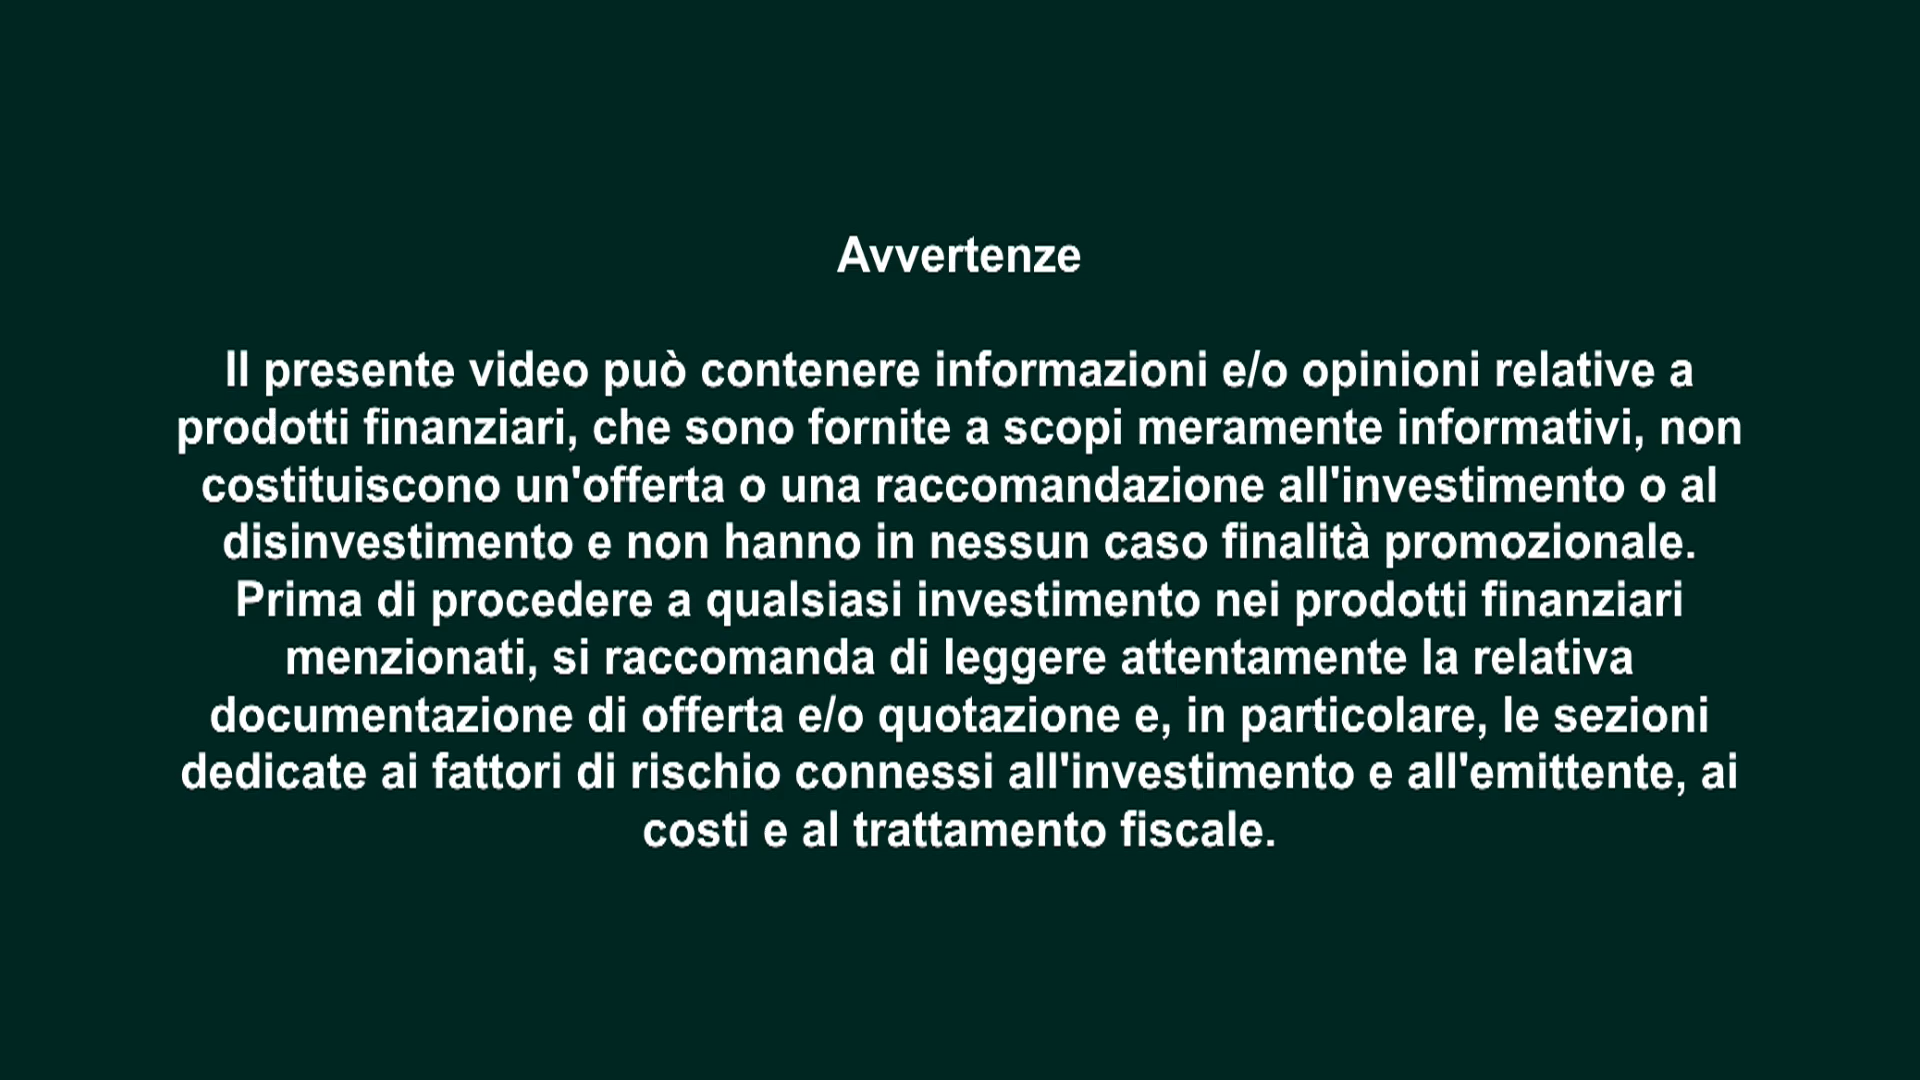 Avvertenze
Il presente video può contenere informazioni e/o opinioni relative a
prodotti finanziari, che sono fornite a scopi meramente informativi, non
costituiscono un'offerta o una raccomandazione all'investimento o al
disinvestimento e non hanno in nessun caso finalità promozionale.
Prima di procedere a qualsiasi investimento nei prodotti finanziari
menzionati, si raccomanda di leggere attentamente la relativa
documentazione di offerta e/o quotazione e, in particolare, le sezioni
dedicate ai fattori di rischio connessi all'investimento e all'emittente, ai
costi e al trattamento fiscale.